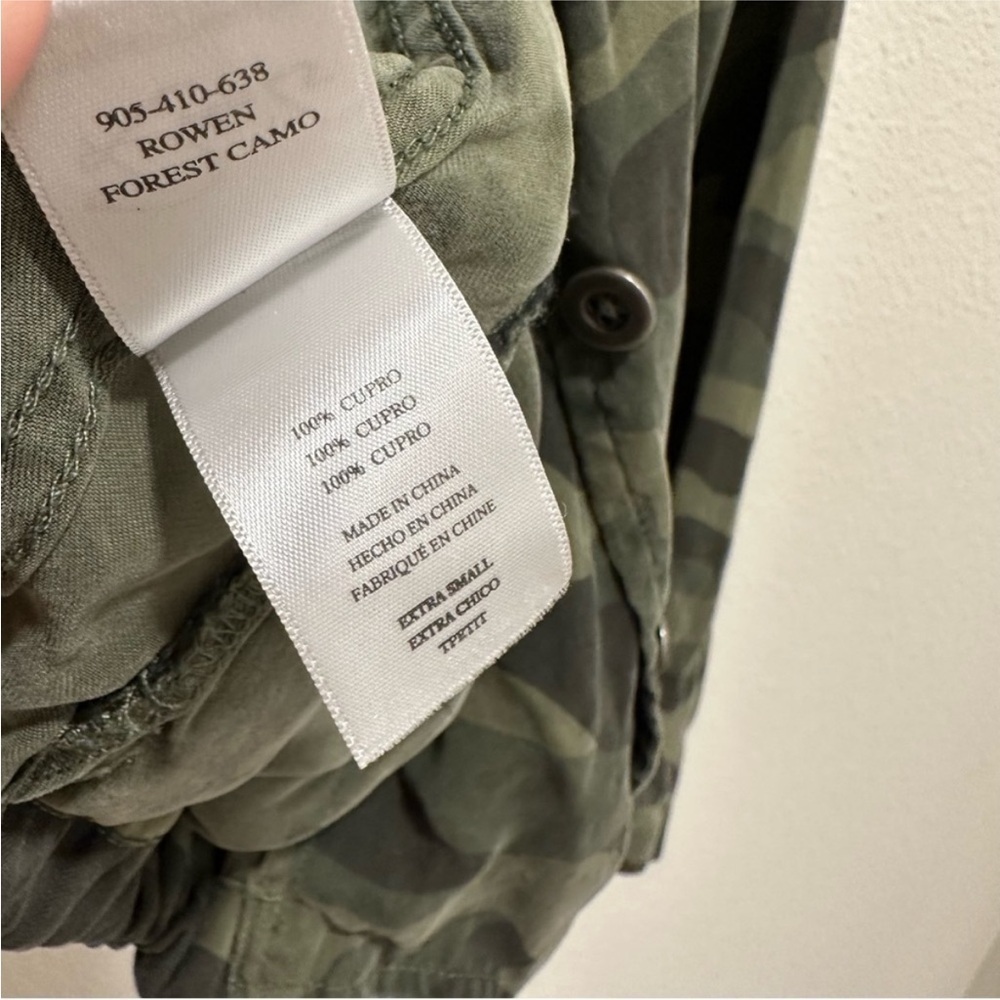 905-410-638
ROWEN
FOREST CAMO
100% CUPRO
100% CUPRO
100% CUPRO
MADE IN CHINA
HECHO EN CHINA
FABRIQUÉ EN CHINE
EXTRA SMALL
EXTRA CHICO
TPETIT